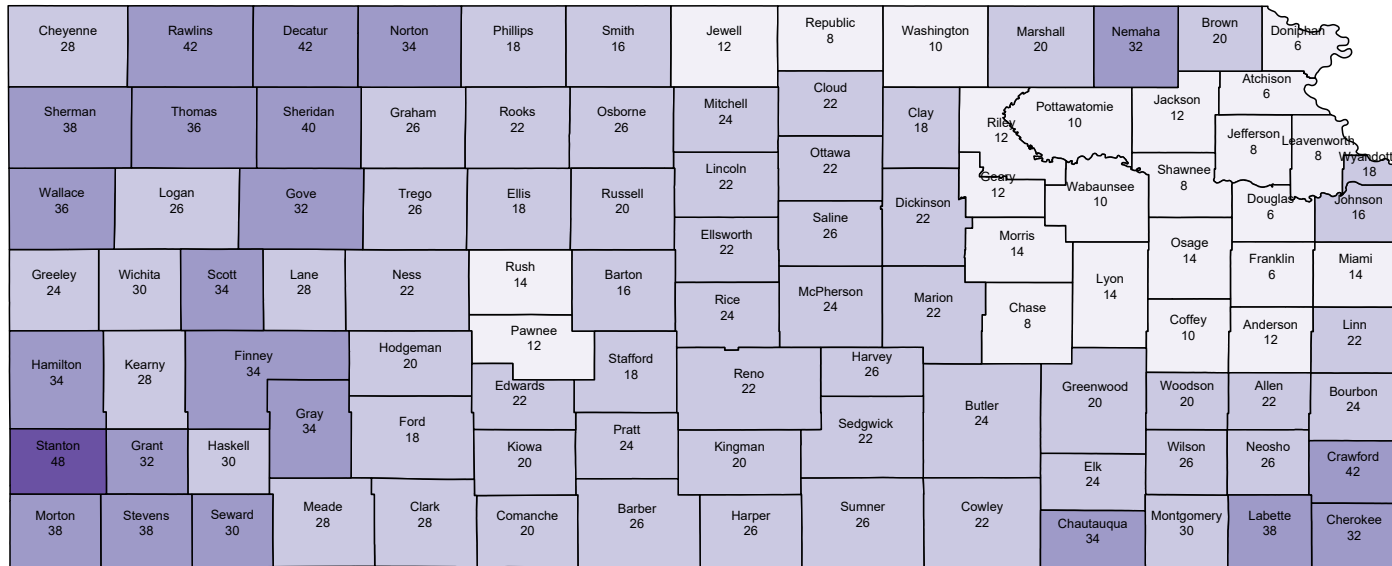 Cheyenne
28
Rawlins
42
Decatur
42
Norton
34
Phillips
18
Smith
16
Jewell
12
Republic
8
Washington
10
Marshall
20
Nemaha
32
Brown
20
Doniphan
6
Sherman
38
Thomas
36
Sheridan
40
Graham
26
Rooks
22
Osborne
26
Mitchell
24
Cloud
22
Clay
18
Riley
12
Pottawatomie
10
Jackson
12
Atchison
6
Jefferson
8
Leavenworth
8
Wyandotte
18
Wallace
36
Logan
26
Gove
32
Trego
26
Ellis
18
Russell
20
Lincoln
22
Ottawa
22
Dickinson
22
Geary
12
Wabaunsee
10
Shawnee
8
Douglas
6
Johnson
16
Ellsworth
22
Saline
26
Morris
14
Osage
14
Greeley
24
Wichita
30
Scott
34
Lane
28
Ness
22
Rush
14
Barton
16
Rice
24
McPherson
24
Marion
22
Chase
8
Lyon
14
Franklin
6
Miami
14
Pawnee
12
Coffey
10
Anderson
12
Linn
22
Hamilton
34
Kearny
28
Finney
34
Hodgeman
20
Edwards
22
Stafford
18
Reno
22
Harvey
26
Butler
24
Greenwood
20
Woodson
20
Allen
22
Bourbon
24
Gray
34
Ford
18
Stanton
48
Grant
32
Haskell
30
Kiowa
20
Pratt
24
Kingman
20
Sedgwick
22
Elk
24
Wilson
26
Neosho
26
Crawford
42
Morton
38
Stevens
38
Seward
30
Meade
28
Clark
28
Comanche
20
Barber
26
Harper
26
Sumner
26
Cowley
22
Chautauqua
34
Montgomery
30
Labette
38
Cherokee
32